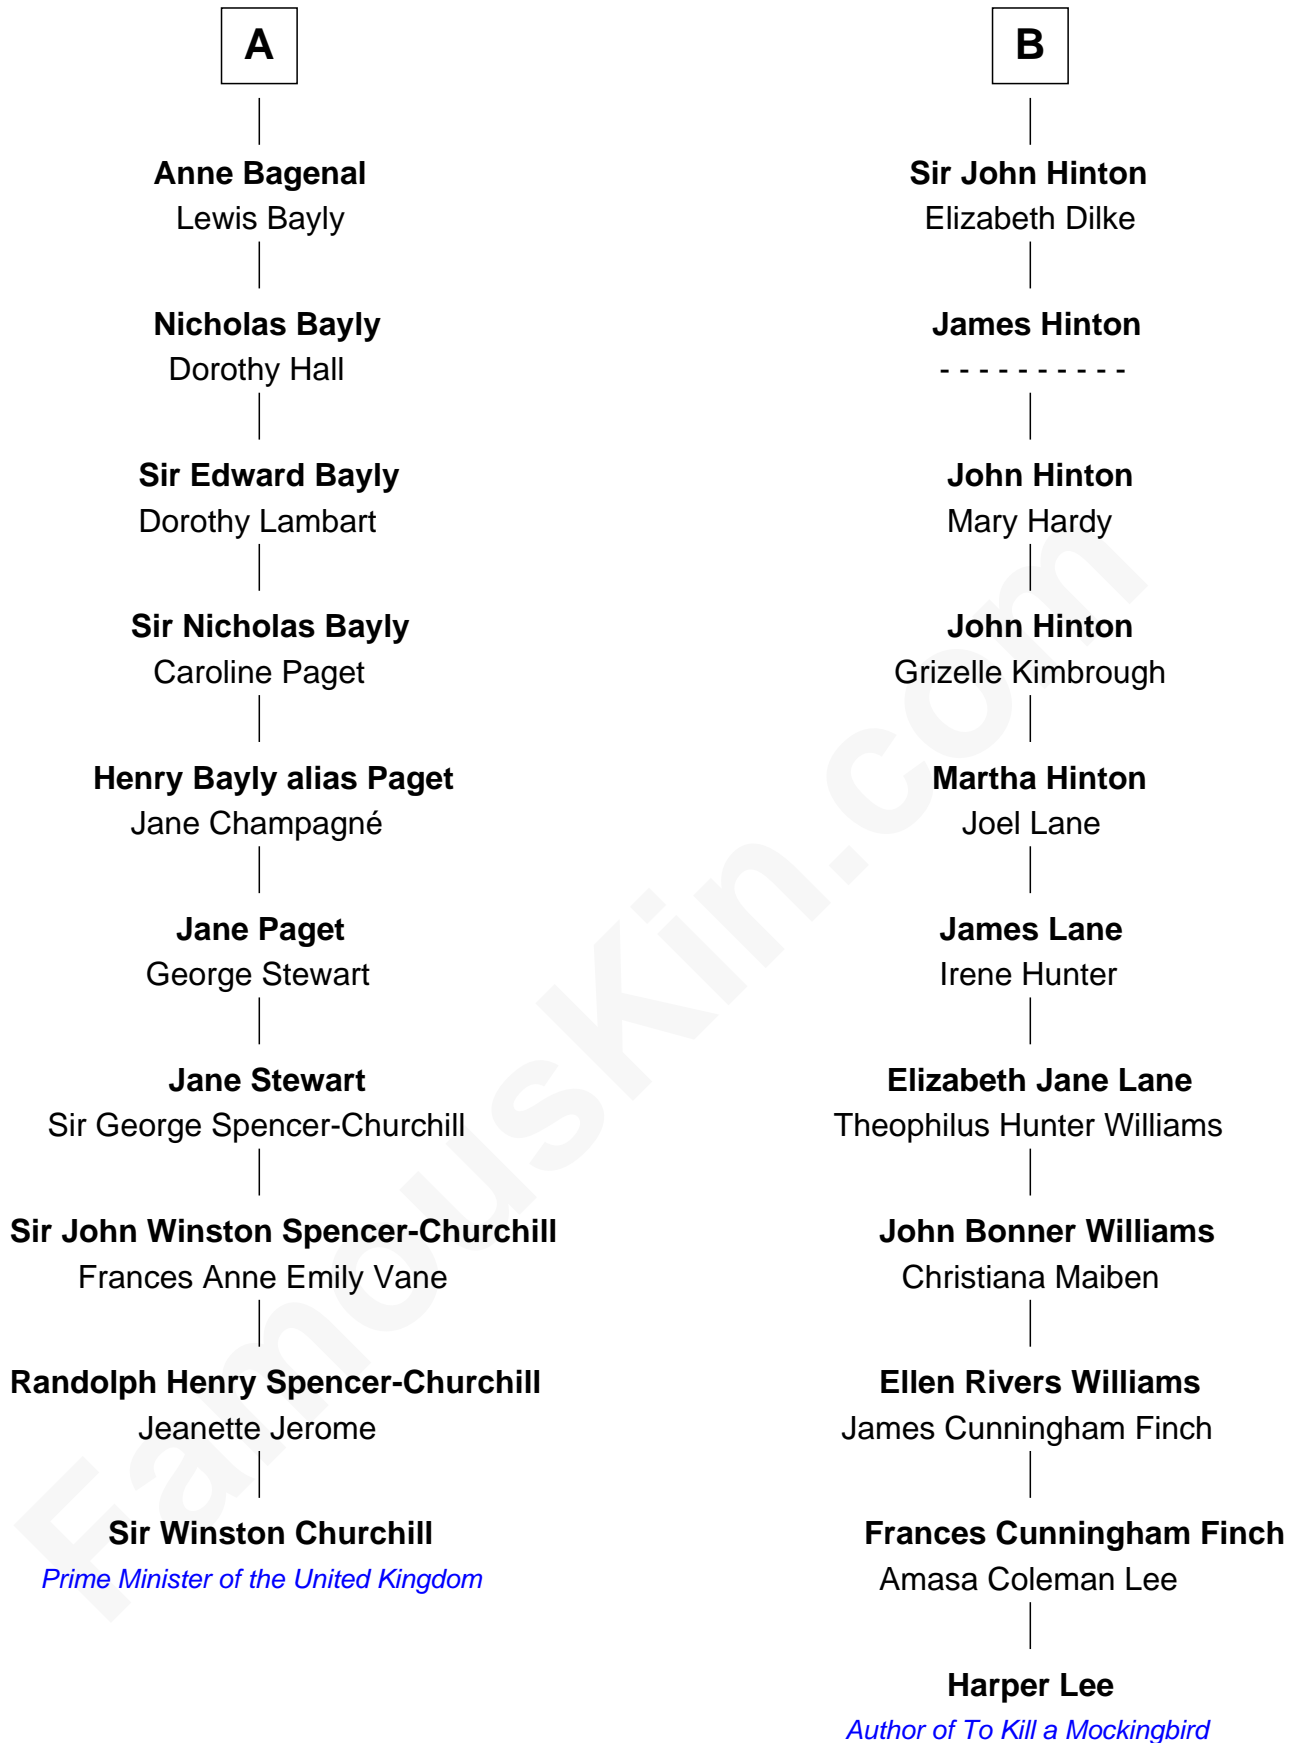 A
Anne Bagenal
Lewis Bayly
Nicholas Bayly
Dorothy Hall
Sir Edward Bayly
Dorothy Lambart
Sir Nicholas Bayly
Caroline Paget
Henry Bayly alias Paget
Jane Champagné
Jane Paget
George Stewart
Jane Stewart
Sir George Spencer-Churchill
Sir John Winston Spencer-Churchill
Frances Anne Emily Vane
Randolph Henry Spencer-Churchill
Jeanette Jerome
Sir Winston Churchill
Prime Minister of the United Kingdom
B
Sir John Hinton
Elizabeth Dilke
James Hinton
- - - - - - - - - -
John Hinton
Mary Hardy
John Hinton
Grizelle Kimbrough
Martha Hinton
Joel Lane
James Lane
Irene Hunter
Elizabeth Jane Lane
Theophilus Hunter Williams
John Bonner Williams
Christiana Maiben
Ellen Rivers Williams
James Cunningham Finch
Frances Cunningham Finch
Amasa Coleman Lee
Harper Lee
Author of To Kill a Mockingbird
FamousKin.com